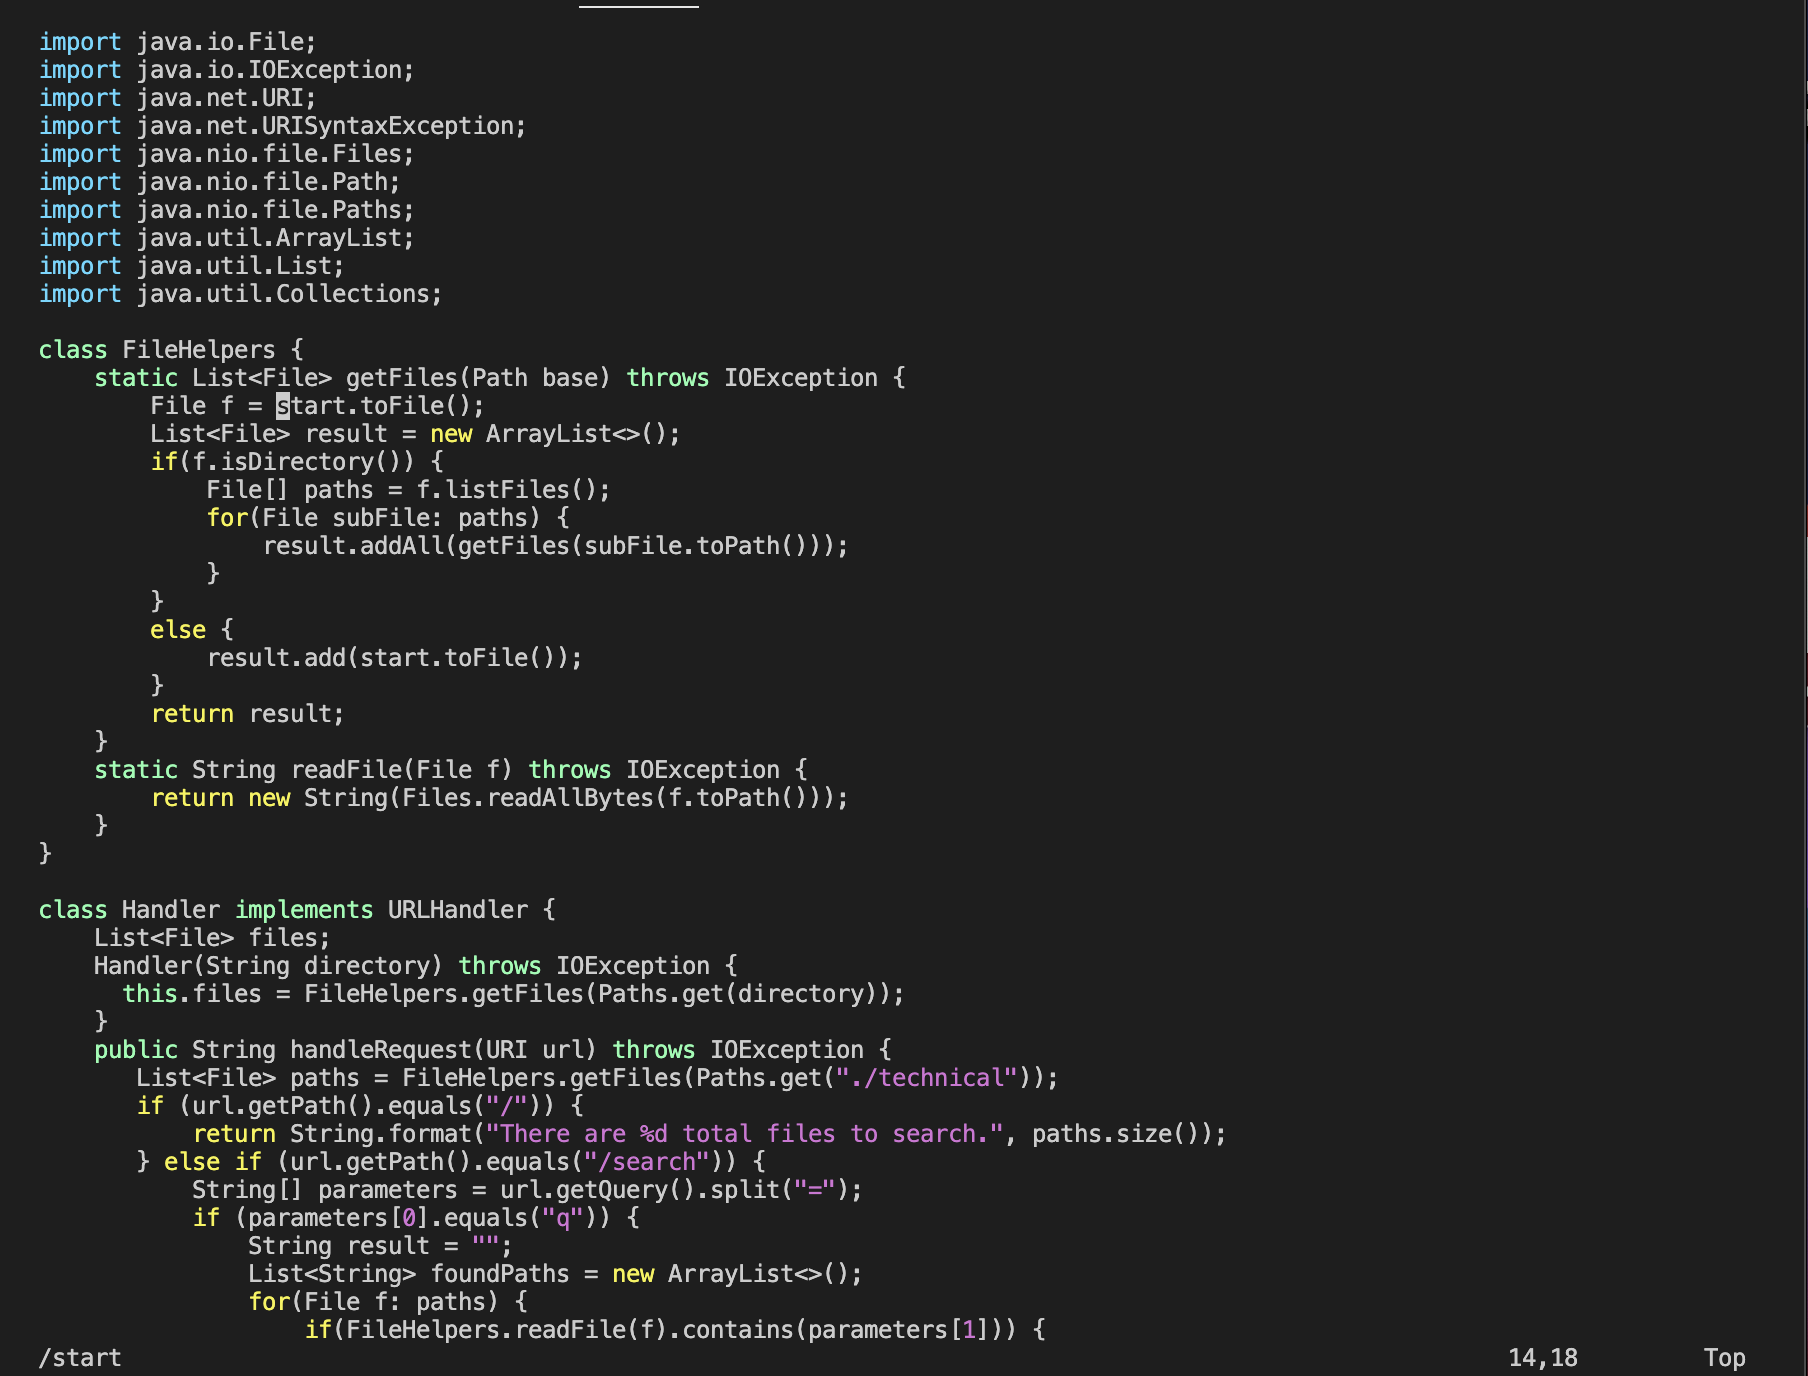 import java.io.File;
import java.io.IOException;
import java.net.URI;
import java.net.URISyntaxException;
import java.nio.file.Files;
import java.nio.file.Path;
import java.nio.file.Paths;
import java.util.ArrayList;
import java.util.List;
import java.util.Collections;

class FileHelpers {
    static List<File> getFiles(Path base) throws IOException {
        File f = start.toFile();
        List<File> result = new ArrayList<>();
        if(f.isDirectory()) {
            File[] paths = f.listFiles();
            for(File subFile: paths) {
                result.addAll(getFiles(subFile.toPath()));
            }
        }
        else {
            result.add(start.toFile());
        }
        return result;
    }
    static String readFile(File f) throws IOException {
        return new String(Files.readAllBytes(f.toPath()));
    }
}

class Handler implements URLHandler {
    List<File> files;
    Handler(String directory) throws IOException {
      this.files = FileHelpers.getFiles(Paths.get(directory));
    }
    public String handleRequest(URI url) throws IOException {
       List<File> paths = FileHelpers.getFiles(Paths.get("./technical"));
       if (url.getPath().equals("/")) {
           return String.format("There are %d total files to search.", paths.size());
       } else if (url.getPath().equals("/search")) {
           String[] parameters = url.getQuery().split("=");
           if (parameters[0].equals("q")) {
               String result = "";
               List<String> foundPaths = new ArrayList<>();
               for(File f: paths) {
                   if(FileHelpers.readFile(f).contains(parameters[1])) {
/start 14,18 Top